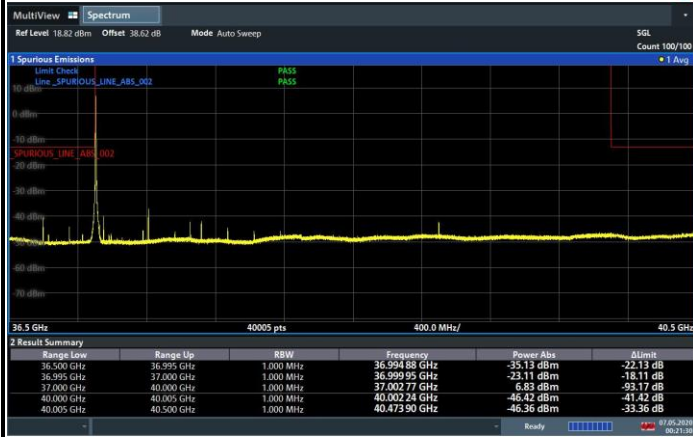 MultiView Spectrum
Ref Level 18.82 dBm Offset 38.62 dB Mode Auto Sweep SGL
Count 100/100
1 Spurious Emissions 1 Avg
Limit Check PASS
Line _SPURIOUS_LINE_ABS_002 PASS
10 dBm
0 dBm
-10 dBm
_SPURIOUS_LINE_ABS_002
-20 dBm
-30 dBm
-40 dBm
-60 dBm
-70 dBm
36.5 GHz 40005 pts 400.0 MHz/ 40.5 GHz
2 Result Summary
Range Low Range Up RBW Frequency Power Abs ΔLimit
36.500 GHz 36.995 GHz 1.000 MHz 36.994 88 GHz -35.13 dBm -22.13 dB
36.995 GHz 37.000 GHz 1.000 MHz 36.999 95 GHz -23.11 dBm -18.11 dB
37.000 GHz 40.000 GHz 1.000 MHz 37.002 77 GHz 6.83 dBm -93.17 dB
40.000 GHz 40.005 GHz 1.000 MHz 40.002 24 GHz -46.42 dBm -41.42 dB
40.005 GHz 40.500 GHz 1.000 MHz 40.473 90 GHz -46.36 dBm -33.36 dB
Ready 07.05.2020
00:21:30